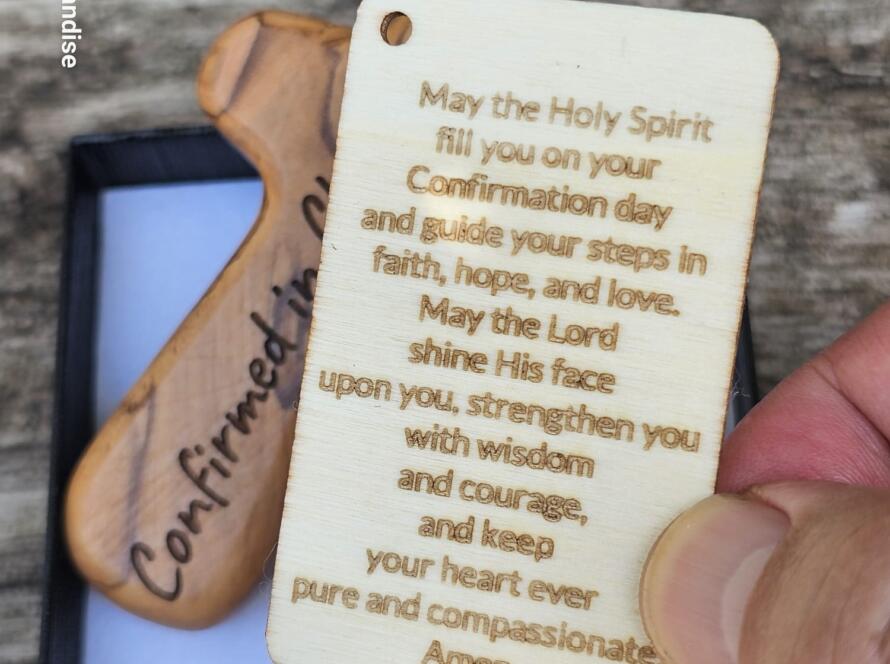 andise
May the Holy Spirit
fill you on your
Confirmation day
and guide your steps in
faith, hope, and love.
May the Lord
shine His face
upon you, strengthen you
with wisdom
and courage,
and keep
your heart ever
pure and compassionate
Amen
Confirmed in